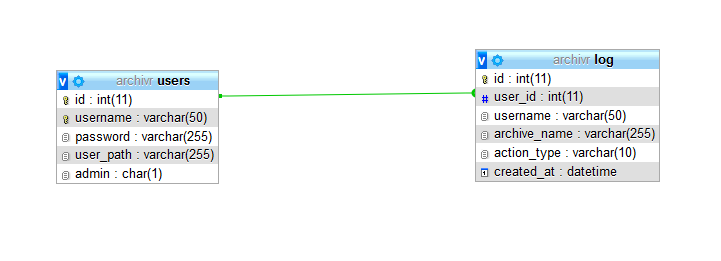 v archivr users
id : int(11)
username : varchar(50)
password : varchar(255)
user_path : varchar(255)
admin : char(1)
v archivr log
id : int(11)
# user_id : int(11)
username : varchar(50)
archive_name : varchar(255)
action_type : varchar(10)
created_at : datetime